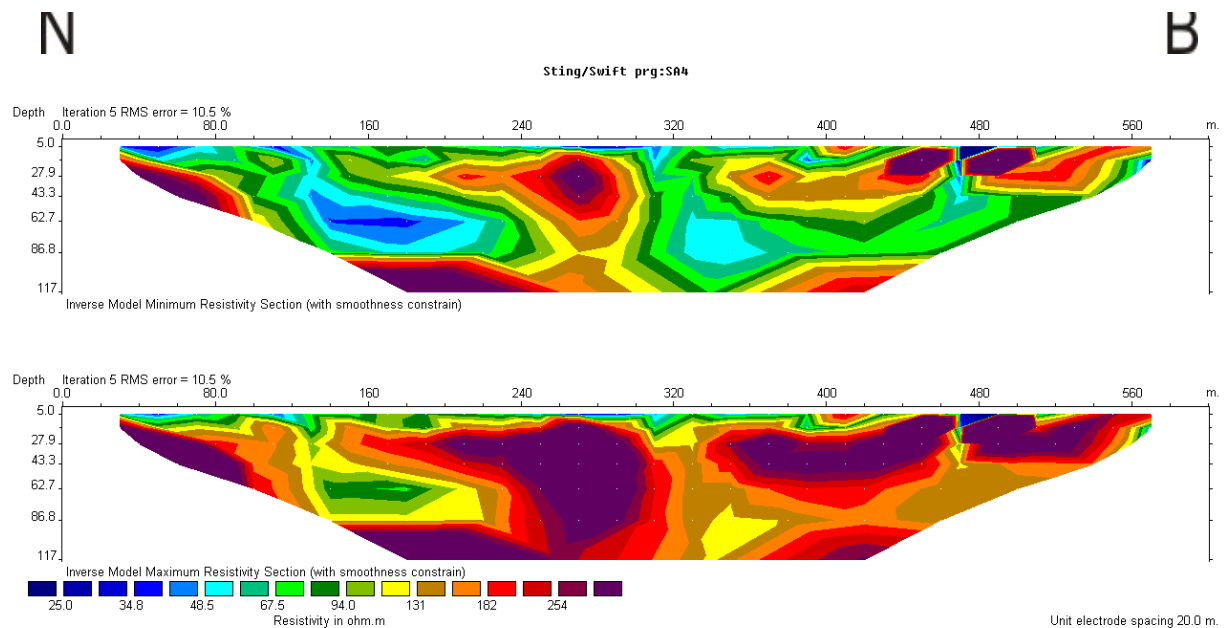 N B
Sting/Swift prg:SA4
Depth Iteration 5 RMS error = 10.5 %
0.0 80.0 160 240 320 400 480 560 m.
5.0
27.9
43.3
62.7
86.8
117.
Inverse Model Minimum Resistivity Section (with smoothness constrain)
Depth Iteration 5 RMS error = 10.5 %
0.0 80.0 160 240 320 400 480 560 m.
5.0
27.9
43.3
62.7
86.8
117.
Inverse Model Maximum Resistivity Section (with smoothness constrain)
25.0 34.8 48.5 67.5 94.0 131 182 254
Resistivity in ohm.m Unit electrode spacing 20.0 m.